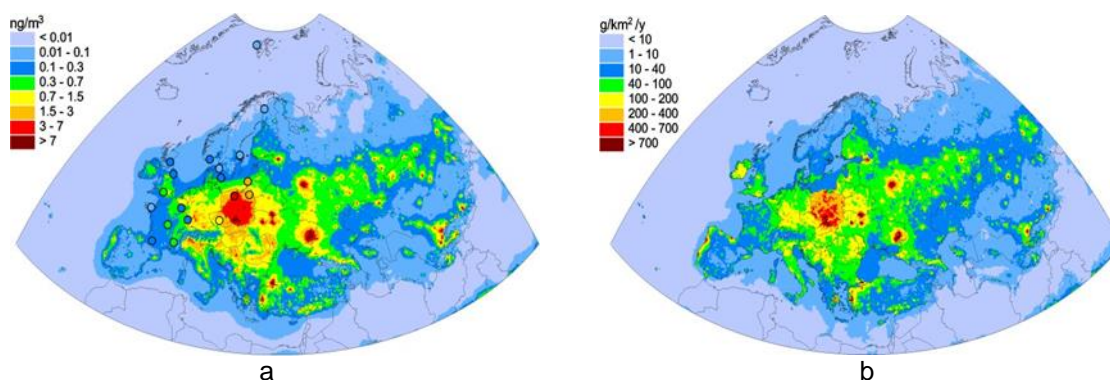 ng/m³
< 0.01
0.01 - 0.1
0.1 - 0.3
0.3 - 0.7
0.7 - 1.5
1.5 - 3
3 - 7
> 7
a
g/km² /y
< 10
1 - 10
10 - 40
40 - 100
100 - 200
200 - 400
400 - 700
> 700
b